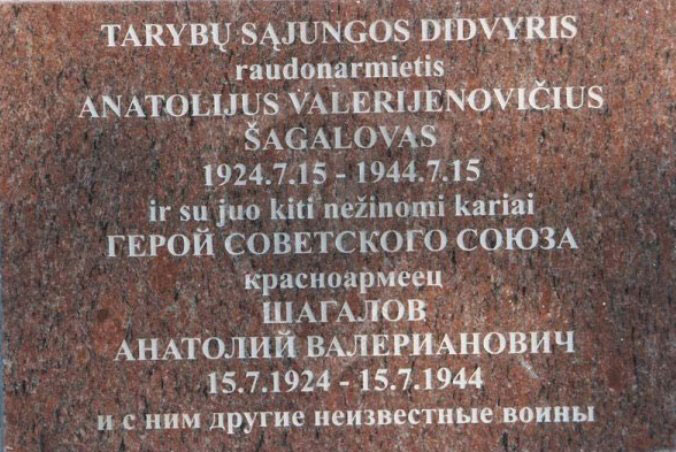 TARYBŲ SĄJUNGOS DIDVYRIS
raudonarmietis
ANATOLIJUS VALERIJENOVIČIUS
ŠAGALOVAS
1924.7.15 - 1944.7.15
ir su juo kiti nežinomi kariai
ГЕРОЙ СОВЕТСКОГО СОЮЗА
красноармеец
ШАГАЛОВ
АНАТОЛИЙ ВАЛЕРИАНОВИЧ
15.7.1924 - 15.7.1944
и с ним другие неизвестные воины